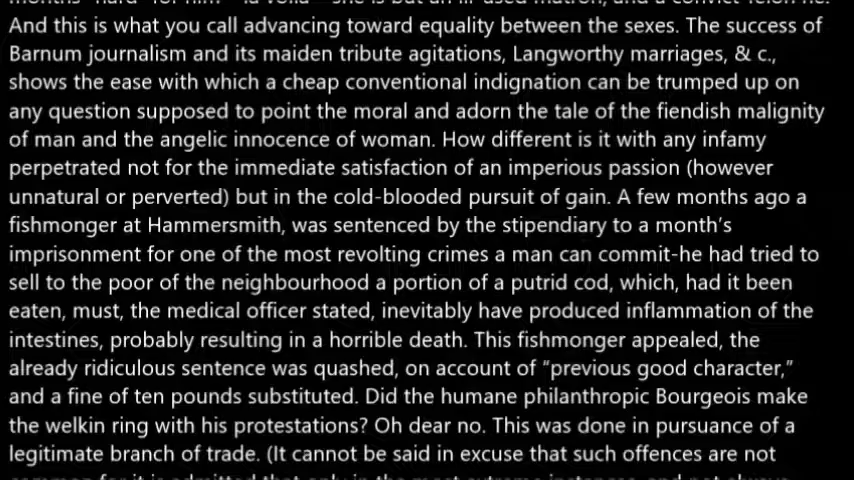 And this is what you call advancing toward equality between the sexes. The success of
Barnum journalism and its maiden tribute agitations, Langworthy marriages, & c.,
shows the ease with which a cheap conventional indignation can be trumped up on
any question supposed to point the moral and adorn the tale of the fiendish malignity
of man and the angelic innocence of woman. How different is it with any infamy
perpetrated not for the immediate satisfaction of an imperious passion (however
unnatural or perverted) but in the cold-blooded pursuit of gain. A few months ago a
fishmonger at Hammersmith, was sentenced by the stipendiary to a month’s
imprisonment for one of the most revolting crimes a man can commit-he had tried to
sell to the poor of the neighbourhood a portion of a putrid cod, which, had it been
eaten, must, the medical officer stated, inevitably have produced inflammation of the
intestines, probably resulting in a horrible death. This fishmonger appealed, the
already ridiculous sentence was quashed, on account of “previous good character,”
and a fine of ten pounds substituted. Did the humane philanthropic Bourgeois make
the welkin ring with his protestations? Oh dear no. This was done in pursuance of a
legitimate branch of trade. (It cannot be said in excuse that such offences are not